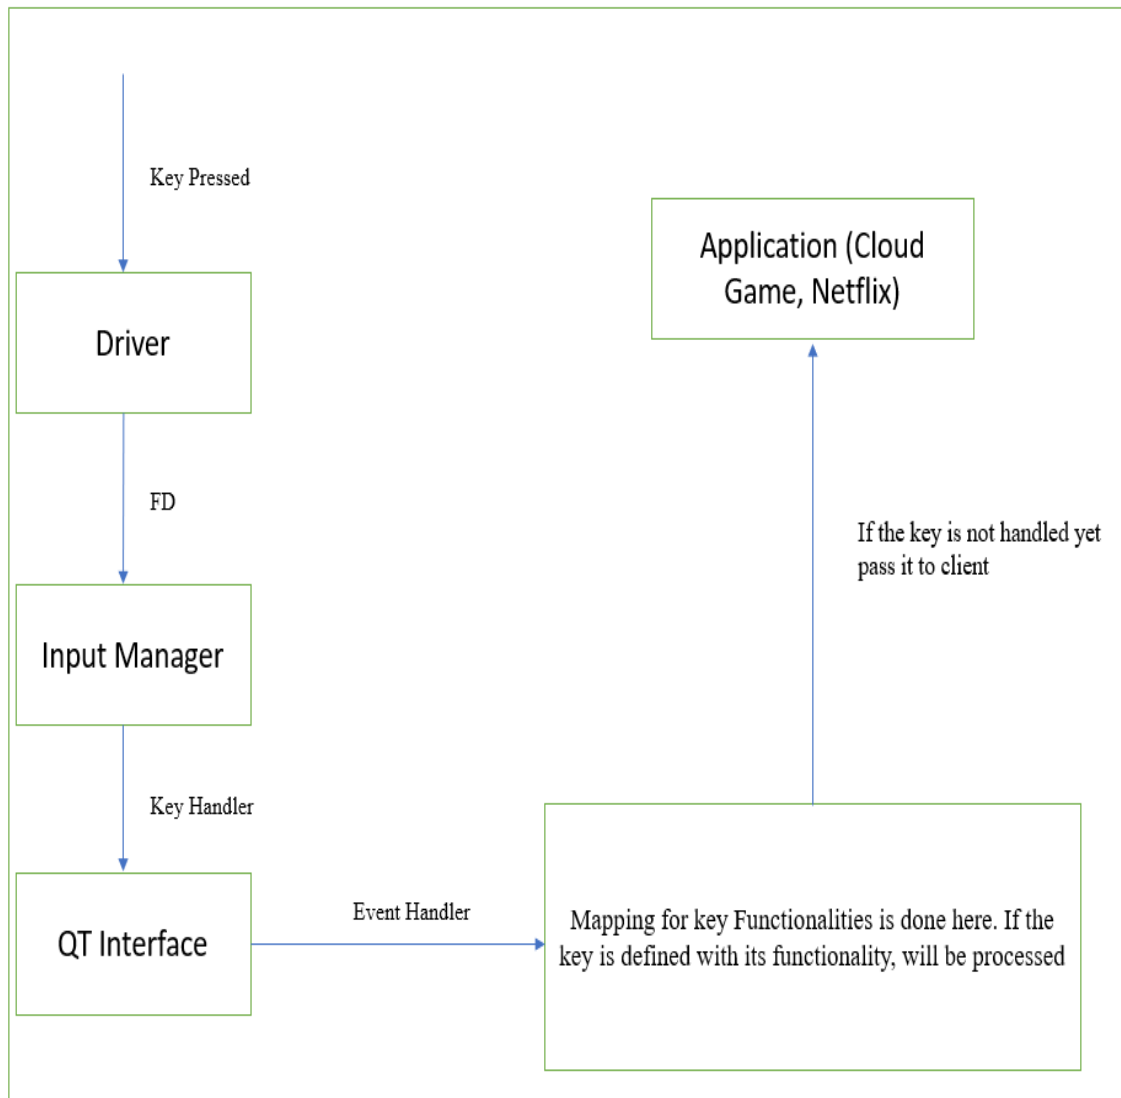 Key Pressed
Driver
FD
Input Manager
Key Handler
QT Interface
Event Handler
Mapping for key Functionalities is done here. If the
key is defined with its functionality, will be processed
If the key is not handled yet
pass it to client
Application (Cloud
Game, Netflix)